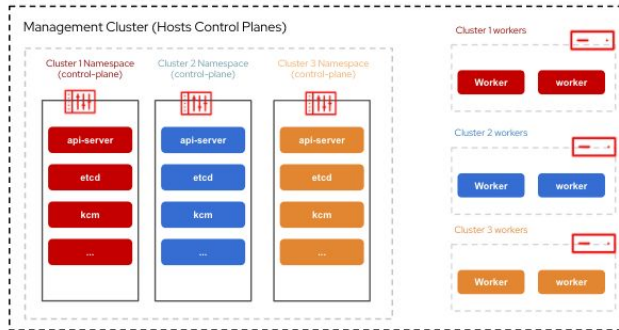 Management Cluster (Hosts Control Planes)
Cluster 1 Namespace
(control-plane)
api-server
etcd
kcm
...
Cluster 2 Namespace
(control-plane)
api-server
etcd
kcm
...
Cluster 3 Namespace
(control-plane)
api-server
etcd
kcm
...
Cluster 1 workers
Worker
worker
Cluster 2 workers
Worker
worker
Cluster 3 workers
Worker
worker